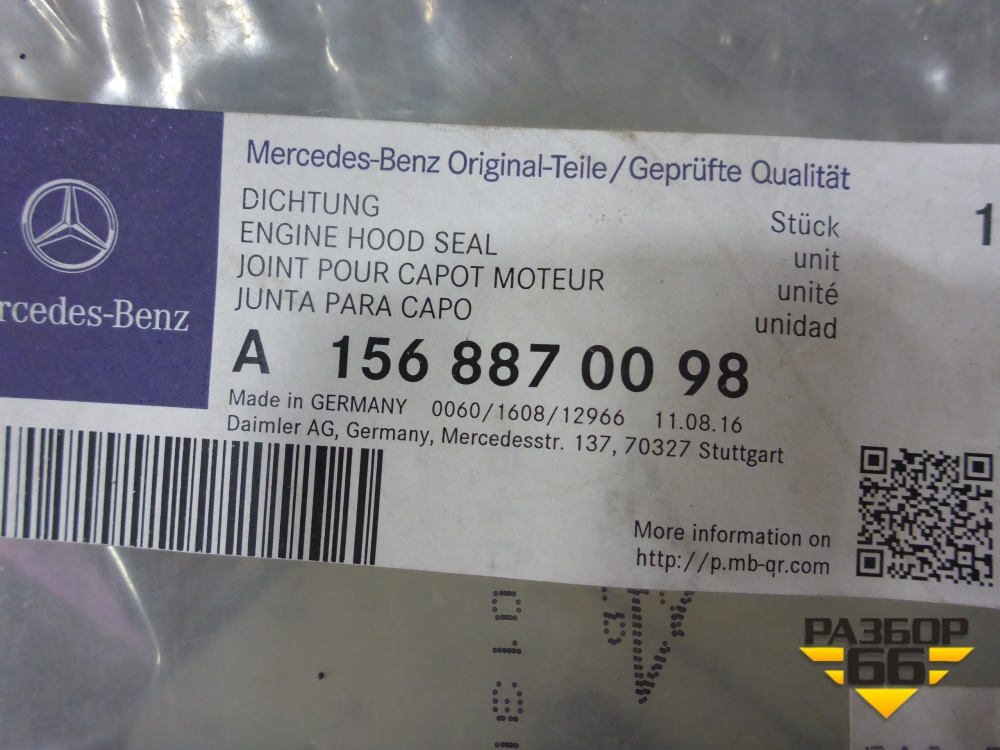 Mercedes-Benz Original-Teile/Geprüfte Qualität
DICHTUNG
ENGINE HOOD SEAL
JOINT POUR CAPOT MOTEUR
JUNTA PARA CAPO
Stück 1
unit
unité
unidad
rcedes-Benz
A 156 887 00 98
Made in GERMANY 0060/1608/12966 11.08.16
Daimler AG, Germany, Mercedesstr. 137, 70327 Stuttgart
More information on
http://p.mb-qr.com
РАЗБОР
66